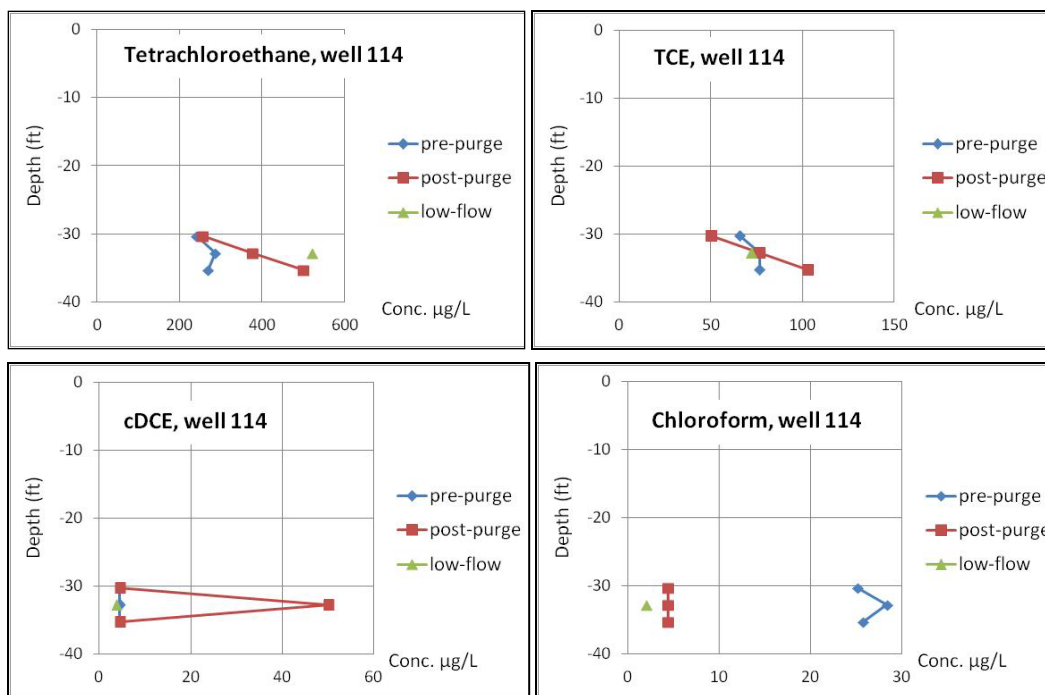 Tetrachloroethane, well 114
0
-10
-20
-30
-40
Depth (ft)
0
200
400
600
Conc. µg/L
pre-purge
post-purge
low-flow
TCE, well 114
0
-10
-20
-30
-40
Depth (ft)
0
50
100
150
Conc. µg/L
pre-purge
post-purge
low-flow
cDCE, well 114
0
-10
-20
-30
-40
Depth (ft)
0
20
40
60
Conc. µg/L
pre-purge
post-purge
low-flow
Chloroform, well 114
0
-10
-20
-30
-40
Depth (ft)
0
10
20
30
Conc. µg/L
pre-purge
post-purge
low-flow